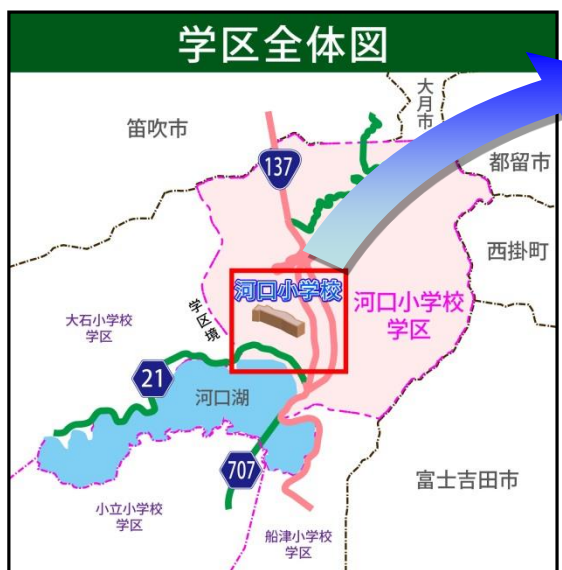 学区全体図
大月市
笛吹市
137
都留市
西掛町
河口小学校
河口小学校
学区
学区境
大石小学校
学区
21
河口湖
707
富士吉田市
小立小学校
学区
船津小学校
学区